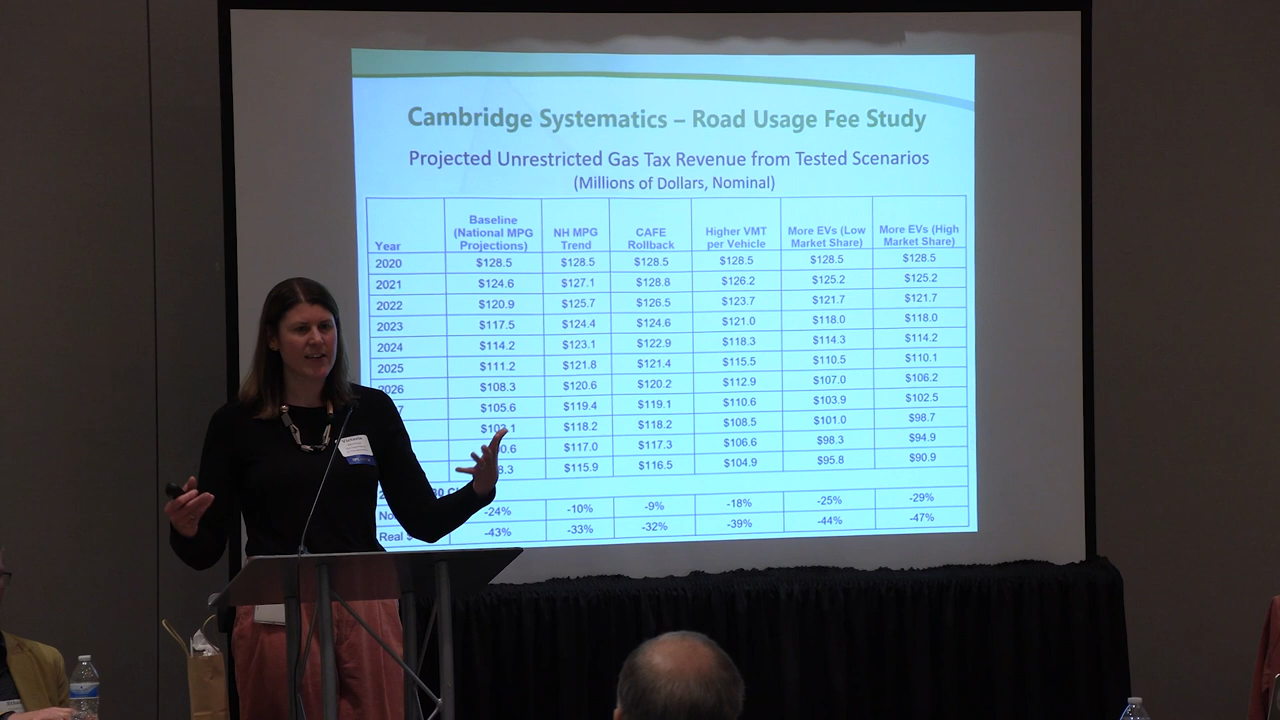 Cambridge Systematics – Road Usage Fee Study
Projected Unrestricted Gas Tax Revenue from Tested Scenarios
(Millions of Dollars, Nominal)
Year Baseline (National MPG Projections) NH MPG Trend CAFE Rollback Higher VMT per Vehicle More EVs (Low Market Share) More EVs (High Market Share)
2020 $128.5 $128.5 $128.5 $128.5 $128.5 $128.5
2021 $124.6 $127.1 $128.8 $126.2 $125.2 $125.2
2022 $120.9 $125.7 $126.5 $123.7 $121.7 $121.7
2023 $117.5 $124.4 $124.6 $121.0 $118.0 $118.0
2024 $114.2 $123.1 $122.9 $118.3 $114.3 $114.2
2025 $111.2 $121.8 $121.4 $115.5 $110.5 $110.1
2026 $108.3 $120.6 $120.2 $112.9 $107.0 $106.2
7 $105.6 $119.4 $119.1 $110.6 $103.9 $102.5
$118.2 $118.2 $108.5 $101.0 $98.7
0.6 $117.0 $117.3 $106.6 $98.3 $94.9
8.3 $115.9 $116.5 $104.9 $95.8 $90.9
-24% -10% -9% -18% -25% -29%
Real $ -43% -33% -32% -39% -44% -47%